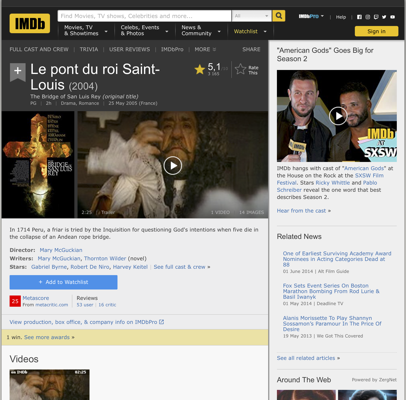 IMDb
Find Movies, TV shows, Celebrities and more...
All
IMDbPro
Help
Movies, TV
& Showtimes
Celebs, Events
& Photos
News &
Community
Watchlist
Sign in
FULL CAST AND CREW | TRIVIA | USER REVIEWS | IMDbPro | MORE
SHARE
+
Le pont du roi Saint-
Louis (2004)
The Bridge of San Luis Rey (original title)
PG | 2h | Drama, Romance | 25 May 2005 (France)
5,1
Rate
This
THE
BRIDGE
SAN LUIS
REY
2:25 | Trailer
1 VIDEO | 14 IMAGES
In 1714 Peru, a friar is tried by the Inquisition for questioning God's intentions when five die in
the collapse of an Andean rope bridge.
Director: Mary McGuckian
Writers: Mary McGuckian, Thornton Wilder (novel)
Stars: Gabriel Byrne, Robert De Niro, Harvey Keitel | See full cast & crew »
+ Add to Watchlist
25
Metascore
From metacritic.com
Reviews
53 user | 16 critic
View production, box office, & company info on IMDbPro
1 win. See more awards »
Videos
"American Gods" Goes Big for
Season 2
IMDb
at
SXSW
IMDb hangs with cast of "American Gods" at
the House on the Rock at the SXSW Film
Festival. Stars Ricky Whittle and Pablo
Schreiber reveal the one word that best
describes Season 2.
Hear from the cast »
Related News
One of Earliest Surviving Academy Award
Nominees in Acting Categories Dead at
88
01 June 2014 | Alt Film Guide
Fox Sets Event Series On Boston
Marathon Bombing From Rod Lurie &
Basil Iwanyk
01 May 2014 | Deadline TV
Alanis Morissette To Play Shannyn
Sossamon's Paramour In The Price Of
Desire
19 May 2013 | We Got This Covered
See all related articles »
Around The Web
Powered by ZergNet